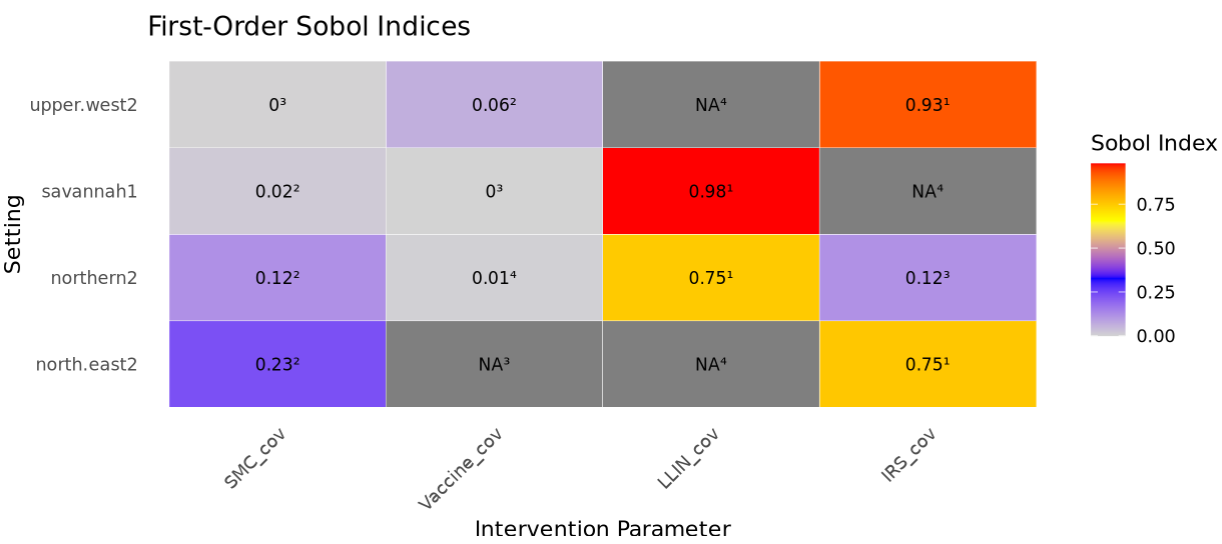 First-Order Sobol Indices
Setting
upper.west2 0³ 0.06² NA⁴ 0.93¹
savannah1 0.02² 0³ 0.98¹ NA⁴
northern2 0.12² 0.01⁴ 0.75¹ 0.12³
north.east2 0.23² NA³ NA⁴ 0.75¹
SMC_cov Vaccine_cov LLIN_cov IRS_cov
Intervention Parameter
Sobol Index
0.75
0.50
0.25
0.00